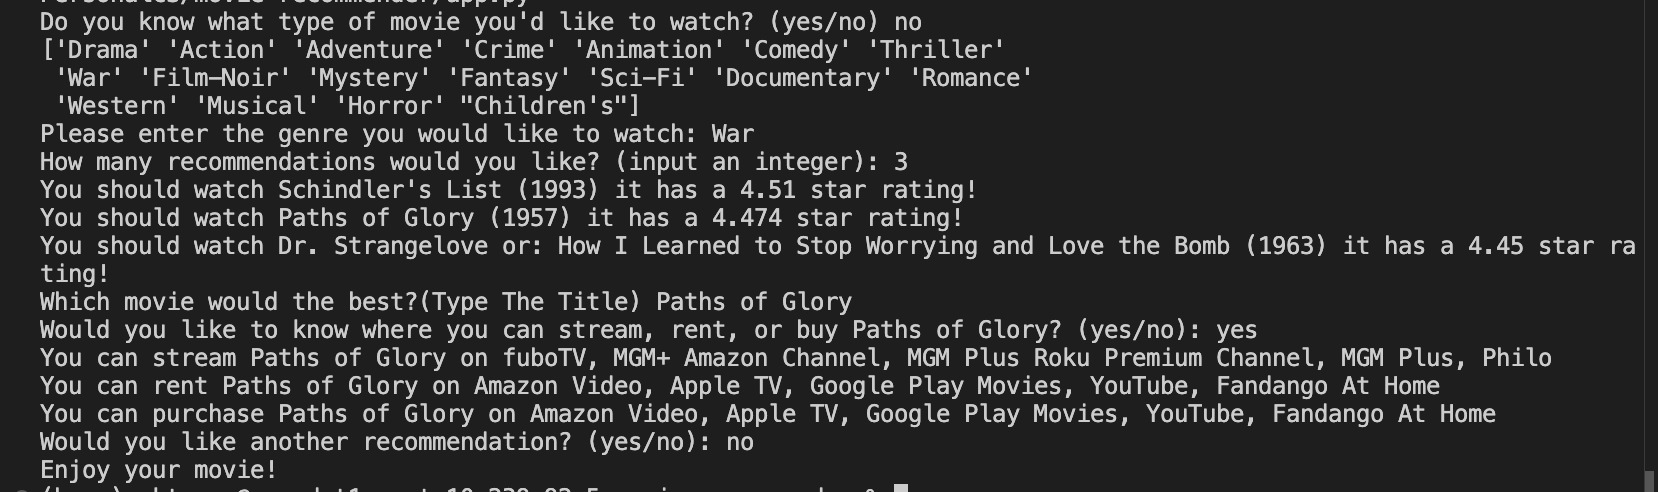 Do you know what type of movie you'd like to watch? (yes/no) no
['Drama' 'Action' 'Adventure' 'Crime' 'Animation' 'Comedy' 'Thriller'
 'War' 'Film-Noir' 'Mystery' 'Fantasy' 'Sci-Fi' 'Documentary' 'Romance'
 'Western' 'Musical' 'Horror' "Children's"]
Please enter the genre you would like to watch: War
How many recommendations would you like? (input an integer): 3
You should watch Schindler's List (1993) it has a 4.51 star rating!
You should watch Paths of Glory (1957) it has a 4.474 star rating!
You should watch Dr. Strangelove or: How I Learned to Stop Worrying and Love the Bomb (1963) it has a 4.45 star ra
ting!
Which movie would the best?(Type The Title) Paths of Glory
Would you like to know where you can stream, rent, or buy Paths of Glory? (yes/no): yes
You can stream Paths of Glory on fuboTV, MGM+ Amazon Channel, MGM Plus Roku Premium Channel, MGM Plus, Philo
You can rent Paths of Glory on Amazon Video, Apple TV, Google Play Movies, YouTube, Fandango At Home
You can purchase Paths of Glory on Amazon Video, Apple TV, Google Play Movies, YouTube, Fandango At Home
Would you like another recommendation? (yes/no): no
Enjoy your movie!